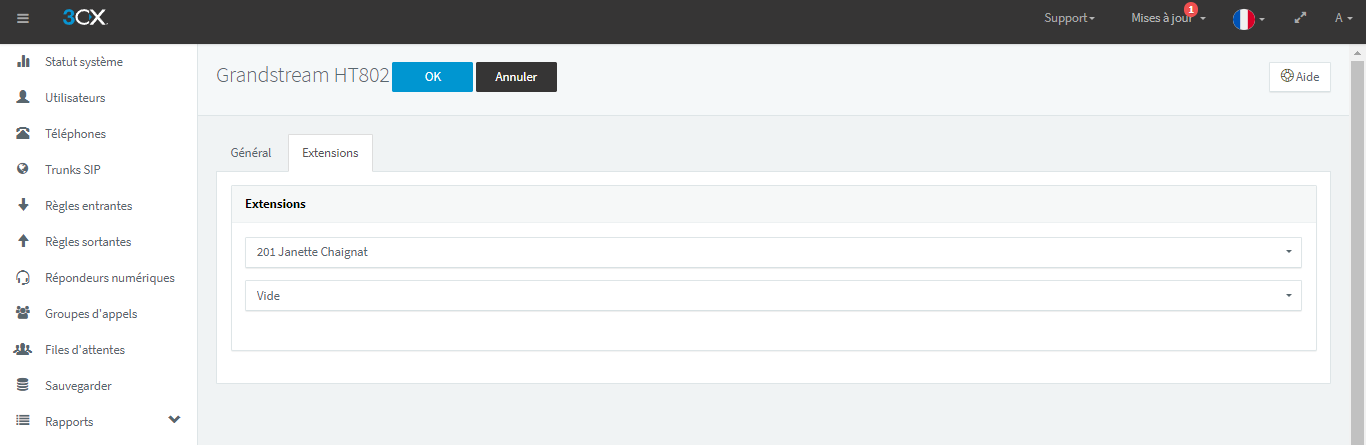 3CX
Support
Mises à jour 1
A
Statut système
Utilisateurs
Téléphones
Trunks SIP
Règles entrantes
Règles sortantes
Répondeurs numériques
Groupes d'appels
Files d'attentes
Sauvegarder
Rapports
Grandstream HT802 OK Annuler
Aide
Général Extensions
Extensions
201 Janette Chaignat
Vide